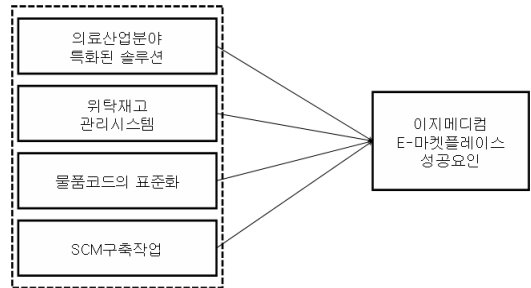 의료산업분야
특화된 솔루션
위탁재고
관리시스템
물품코드의 표준화
SCM구축작업
이지메디컴
E-마켓플레이스
성공요인